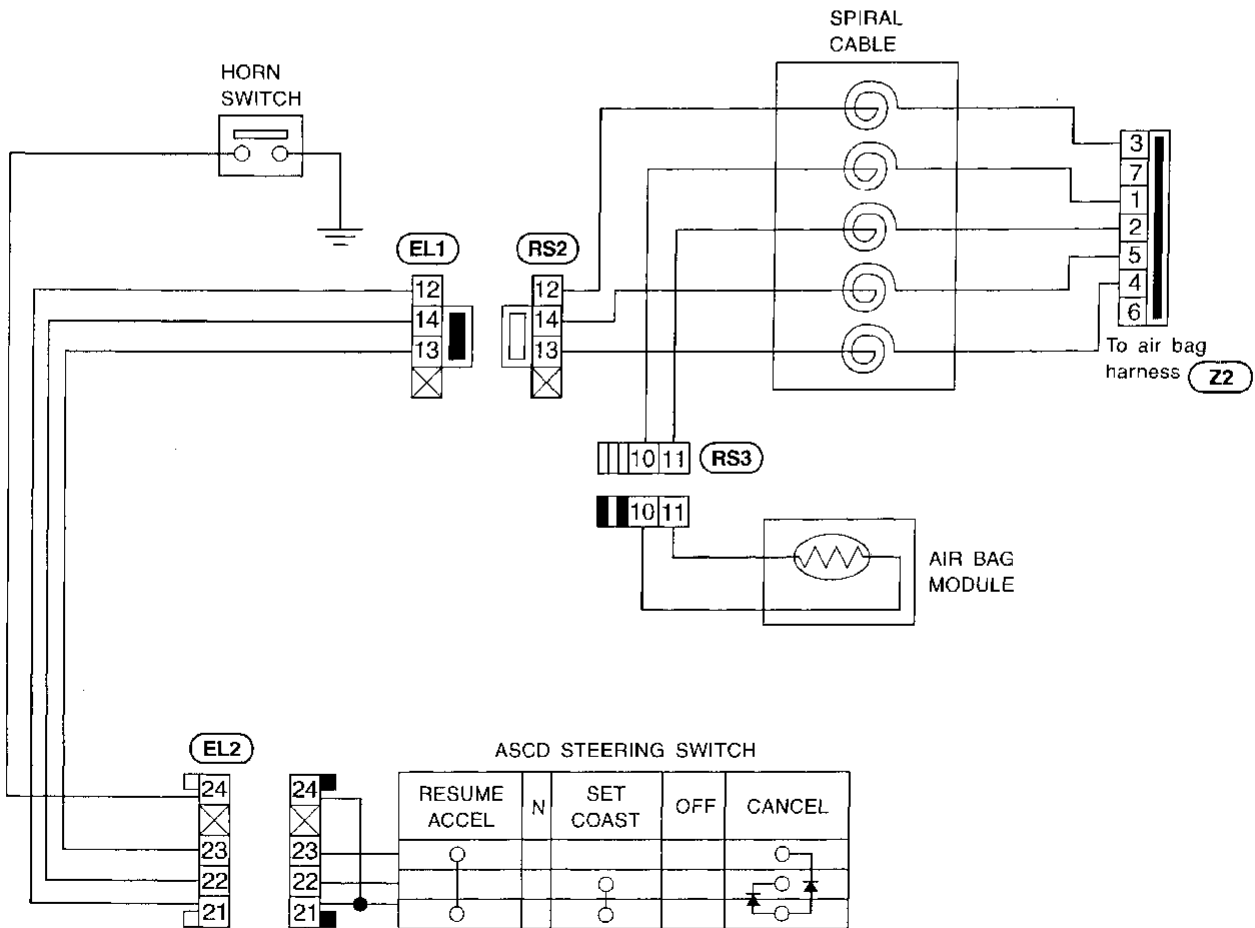 SPIRAL
CABLE
HORN
SWITCH
3
7
1
2
5
4
6
EL1
RS2
12
14
13
12
14
13
To air bag
harness Z2
10 11 RS3
10 11
AIR BAG
MODULE
EL2
ASCD STEERING SWITCH
24
23
22
21
24
23
22
21
RESUME
ACCEL
N
SET
COAST
OFF
CANCEL